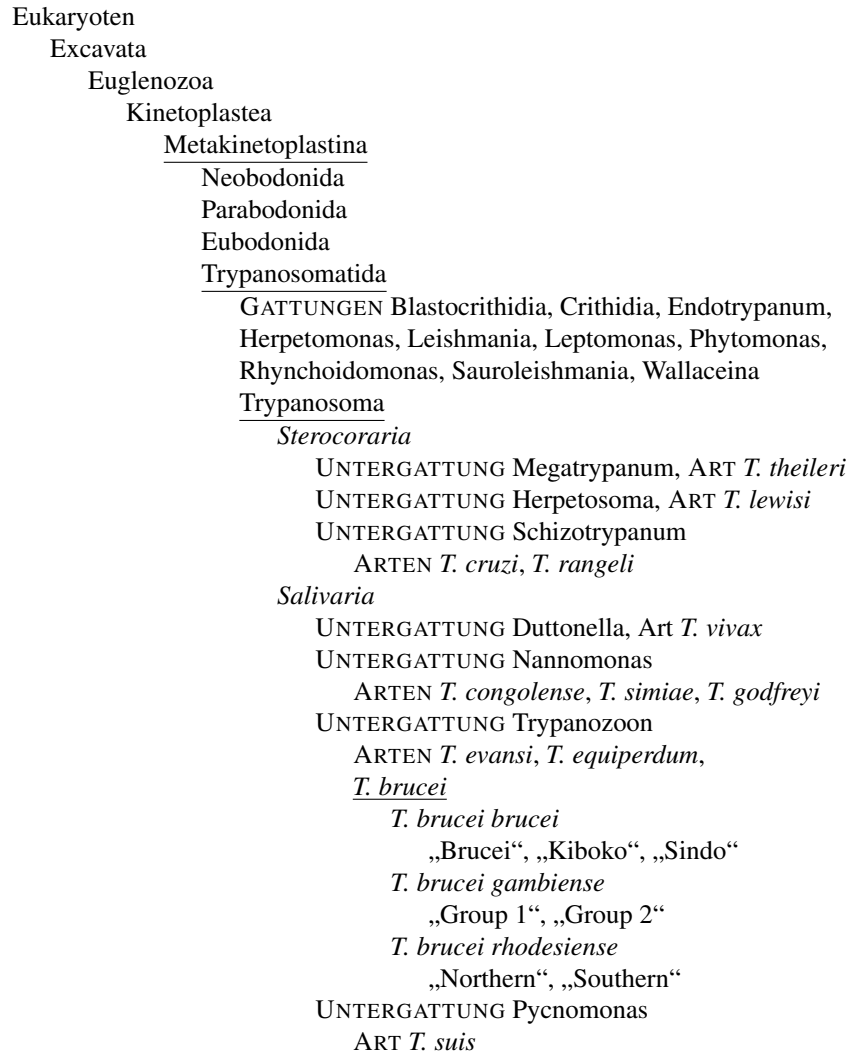 Eukaryoten
Excavata
Euglenozoa
Kinetoplastea
Metakinetoplastina
Neobodonida
Parabodonida
Eubodonida
Trypanosomatida
GATTUNGEN Blastocrithidia, Crithidia, Endotrypanum,
Herpetomonas, Leishmania, Leptomonas, Phytomonas,
Rhynchoidomonas, Sauroleishmania, Wallaceina
Trypanosoma
Sterocoraria
UNTERGATTUNG Megatrypanum, ART T. theileri
UNTERGATTUNG Herpetosoma, ART T. lewisi
UNTERGATTUNG Schizotrypanum
ARTEN T. cruzi, T. rangeli
Salivaria
UNTERGATTUNG Duttonella, Art T. vivax
UNTERGATTUNG Nannomonas
ARTEN T. congolense, T. simiae, T. godfreyi
UNTERGATTUNG Trypanozoon
ARTEN T. evansi, T. equiperdum,
T. brucei
T. brucei brucei
„Brucei“, „Kiboko“, „Sindo“
T. brucei gambiense
„Group 1“, „Group 2“
T. brucei rhodesiense
„Northern“, „Southern“
UNTERGATTUNG Pycnomonas
ART T. suis